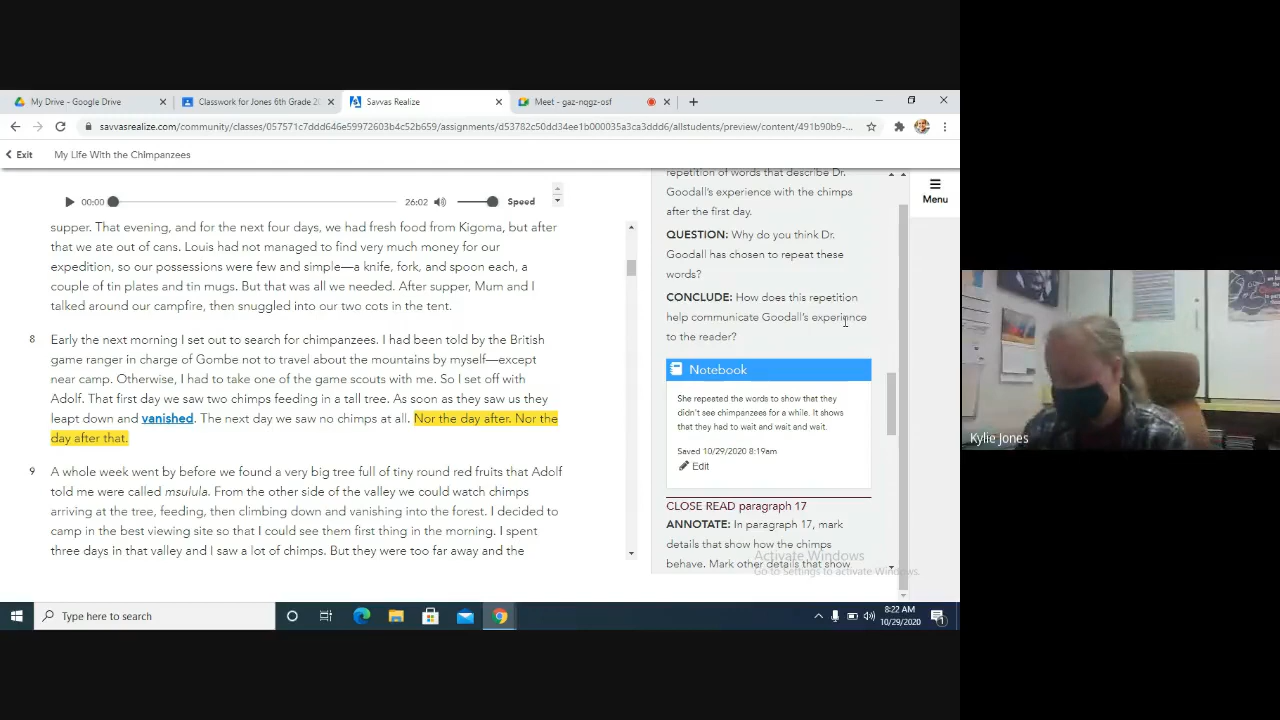 My Drive - Google Drive
Classwork for Jones 6th Grade 2
Savvas Realize
Meet - gaz-nqgz-osf
savvasrealize.com/community/classes/057571c7ddd646e59972603b4c52b659/assignments/d53782c50dd34ee1b000035a3ca3ddd6/allstudents/preview/content/491b90b9-...
Exit
My Life With the Chimpanzees
Menu
00:00
26:02
Speed
supper. That evening, and for the next four days, we had fresh food from Kigoma, but after
that we ate out of cans. Louis had not managed to find very much money for our
expedition, so our possessions were few and simple—a knife, fork, and spoon each, a
couple of tin plates and tin mugs. But that was all we needed. After supper, Mum and I
talked around our campfire, then snuggled into our two cots in the tent.
8 Early the next morning I set out to search for chimpanzees. I had been told by the British
game ranger in charge of Gombe not to travel about the mountains by myself—except
near camp. Otherwise, I had to take one of the game scouts with me. So I set off with
Adolf. That first day we saw two chimps feeding in a tall tree. As soon as they saw us they
leapt down and vanished. The next day we saw no chimps at all. Nor the day after. Nor the
day after that.
9 A whole week went by before we found a very big tree full of tiny round red fruits that Adolf
told me were called msulula. From the other side of the valley we could watch chimps
arriving at the tree, feeding, then climbing down and vanishing into the forest. I decided to
camp in the best viewing site so that I could see them first thing in the morning. I spent
three days in that valley and I saw a lot of chimps. But they were too far away and the
repetition of words that describe Dr.
Goodall's experience with the chimps
after the first day.
QUESTION: Why do you think Dr.
Goodall has chosen to repeat these
words?
CONCLUDE: How does this repetition
help communicate Goodall's experience
to the reader?
Notebook
She repeated the words to show that they
didn't see chimpanzees for a while. It shows
that they had to wait and wait and wait.
Saved 10/29/2020 8:19am
Edit
CLOSE READ paragraph 17
ANNOTATE: In paragraph 17, mark
details that show how the chimps
behave. Mark other details that show
Activate Windows
Go to Settings to activate Windows.
Type here to search
8:22 AM
10/29/2020
1
Kylie Jones